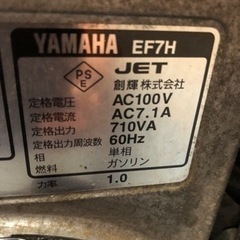 YAMAHA EF7H
PS
E
JET
創輝 株式会社
定格電圧 AC100V
定格電流 AC7.1A
定格出力 710VA
定格出力周波数 60Hz
相 単相
燃料 ガソリン
力率 1.0